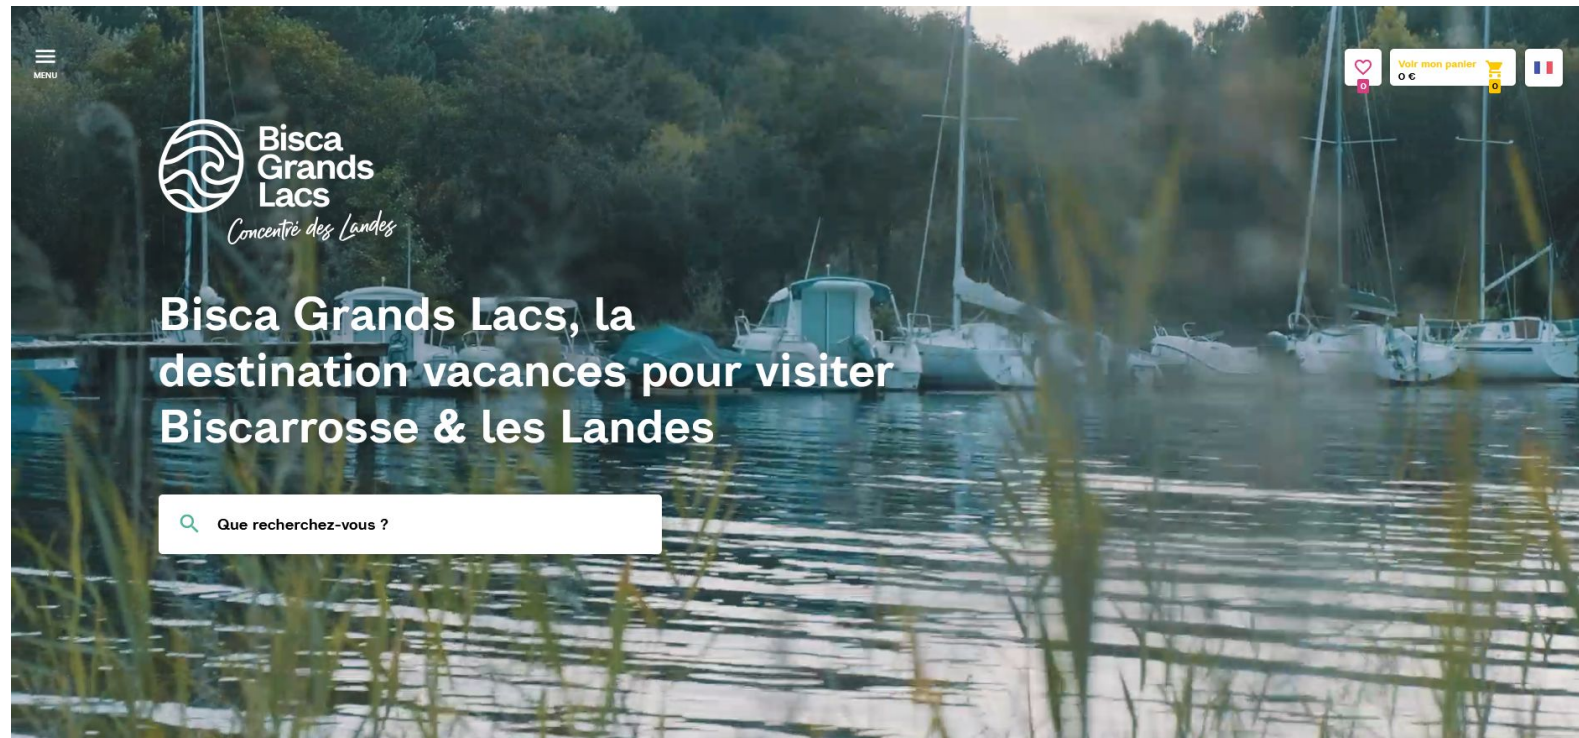 MENU
0
Voir mon panier
0 €
0
Bisca
Grands
Lacs
Concentré des Landes
Bisca Grands Lacs, la
destination vacances pour visiter
Biscarrosse & les Landes
Que recherchez-vous ?